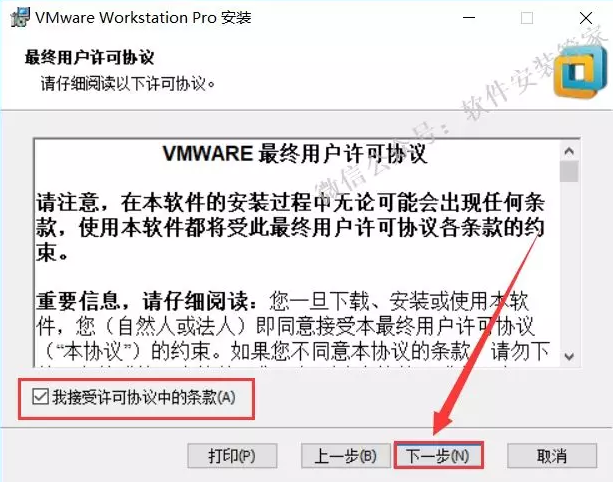 VMware Workstation Pro 安装
最终用户许可协议
请仔细阅读以下许可协议。
微信公众号：软件安装管家
VMWARE 最终用户许可协议
请注意，在本软件的安装过程中无论可能会出现任何条
款，使用本软件都将受此最终用户许可协议各条款的约
束。
重要信息，请仔细阅读：您一旦下载、安装或使用本软
件，您（自然人或法人）即同意接受本最终用户许可协议
（“本协议”）的约束。如果您不同意本协议的条款，请勿下
我接受许可协议中的条款(A)
打印(P)
上一步(B)
下一步(N)
取消